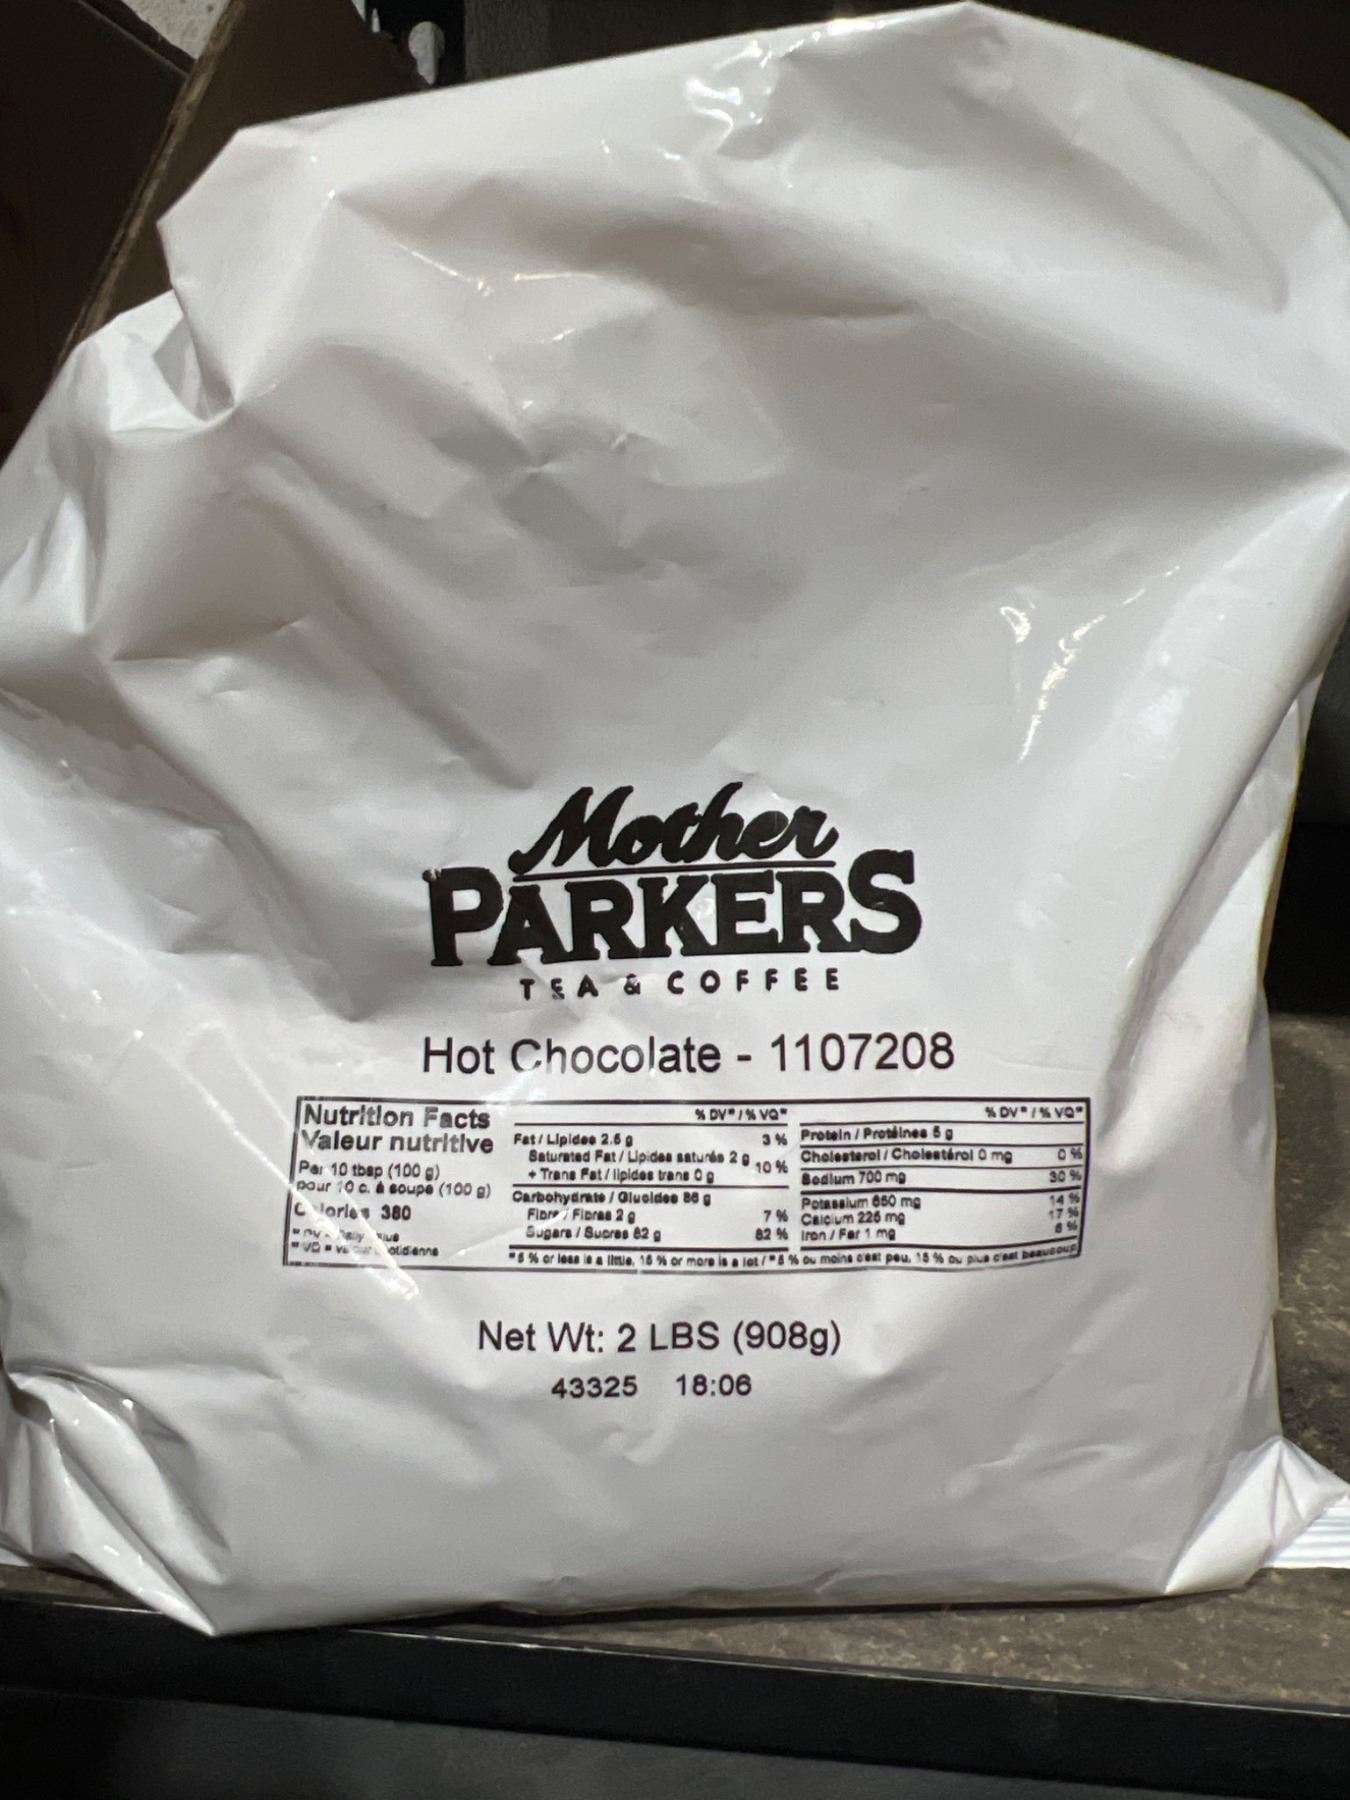 Mother
PARKERS
TEA & COFFEE
Hot Chocolate - 1107208
Nutrition Facts
Valeur nutritive
Per 10 tbsp (100 g)
pour 10 c. à soupe (100 g)
Calories 380
% DV* / % VQ*
Fat / Lipides 2.5 g 3 %
Saturated Fat / Lipides saturés 2 g
+ Trans Fat / lipides trans 0 g 10 %
Carbohydrate / Glucides 86 g
Fibre / Fibres 2 g 7 %
Sugars / Sucres 82 g 82 %
% DV* / % VQ*
Protein / Protéines 5 g
Cholesterol / Cholestérol 0 mg 0 %
Sodium 700 mg 30 %
Potassium 650 mg 14 %
Calcium 225 mg 17 %
Iron / Fer 1 mg 6 %
*5 % or less is a little, 15 % or more is a lot / *5 % ou moins c'est peu, 15 % ou plus c'est beaucoup
Net Wt: 2 LBS (908g)
43325 18:06